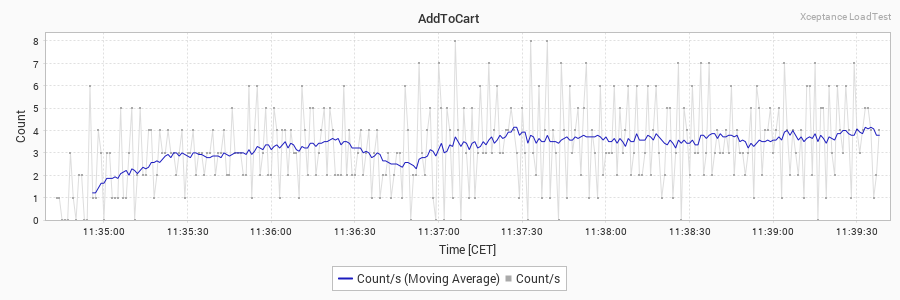 AddToCart
Xceptance LoadTest
Count
8
7
6
5
4
3
2
1
0
11:35:00 11:35:30 11:36:00 11:36:30 11:37:00 11:37:30 11:38:00 11:38:30 11:39:00 11:39:30
Time [CET]
Count/s (Moving Average) Count/s